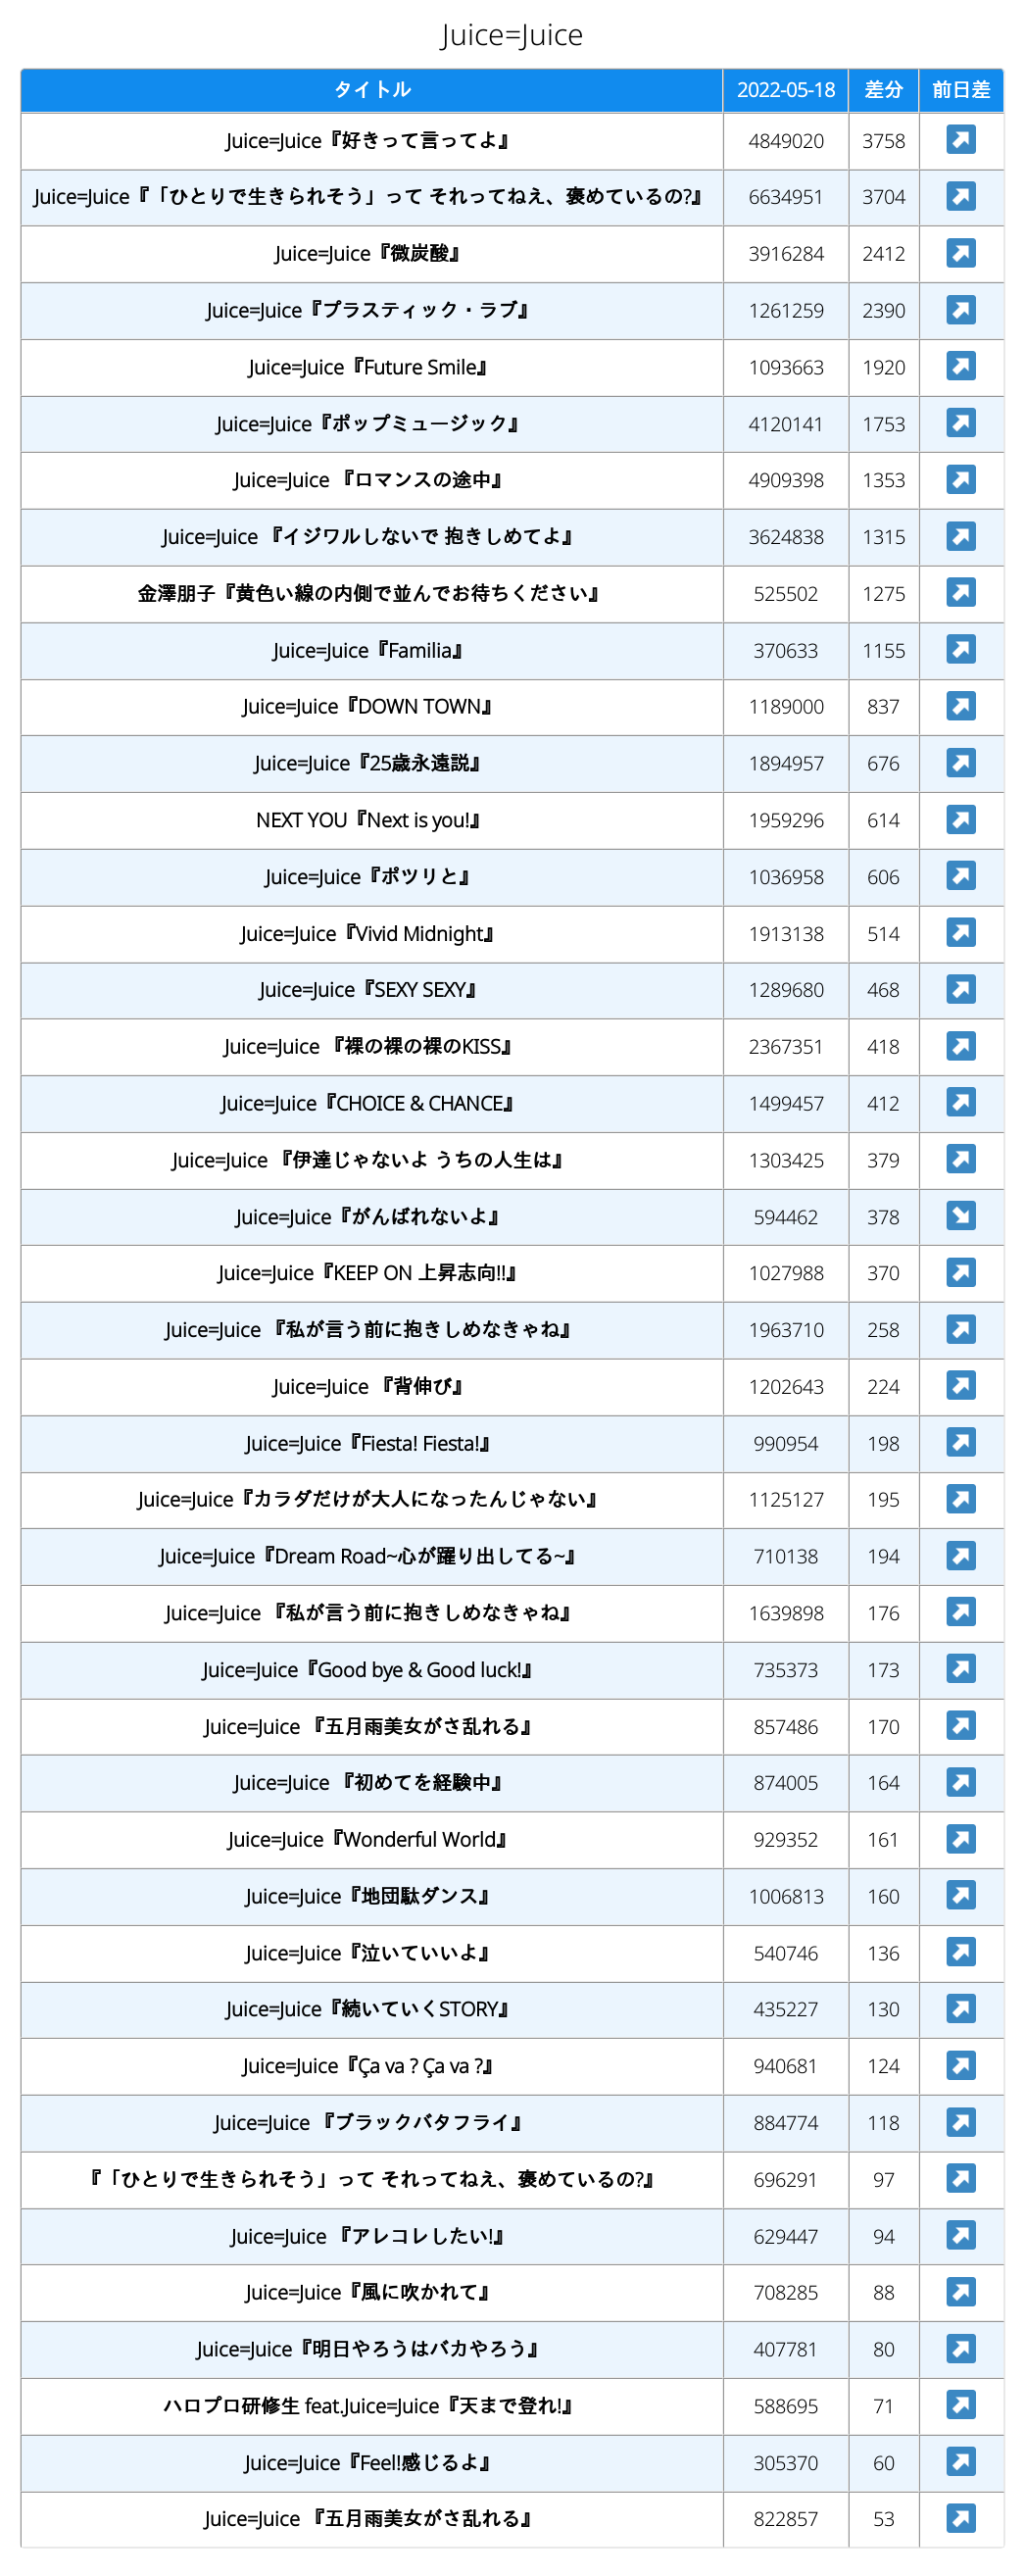 Juice=Juice
タイトル 2022-05-18 差分 前日差
Juice=Juice『好きって言ってよ』 4849020 3758 ↗
Juice=Juice『「ひとりで生きられそう」って それってねえ、褒めているの?』 6634951 3704 ↗
Juice=Juice『微炭酸』 3916284 2412 ↗
Juice=Juice『プラスティック・ラブ』 1261259 2390 ↗
Juice=Juice『Future Smile』 1093663 1920 ↗
Juice=Juice『ポップミュージック』 4120141 1753 ↗
Juice=Juice 『ロマンスの途中』 4909398 1353 ↗
Juice=Juice 『イジワルしないで 抱きしめてよ』 3624838 1315 ↗
金澤朋子『黄色い線の内側で並んでお待ちください』 525502 1275 ↗
Juice=Juice『Familia』 370633 1155 ↗
Juice=Juice『DOWN TOWN』 1189000 837 ↗
Juice=Juice『25歳永遠説』 1894957 676 ↗
NEXT YOU『Next is you!』 1959296 614 ↗
Juice=Juice『ポツリと』 1036958 606 ↗
Juice=Juice『Vivid Midnight』 1913138 514 ↗
Juice=Juice『SEXY SEXY』 1289680 468 ↗
Juice=Juice 『裸の裸の裸のKISS』 2367351 418 ↗
Juice=Juice『CHOICE & CHANCE』 1499457 412 ↗
Juice=Juice 『伊達じゃないよ うちの人生は』 1303425 379 ↗
Juice=Juice『がんばれないよ』 594462 378 ↘
Juice=Juice『KEEP ON 上昇志向!!』 1027988 370 ↗
Juice=Juice 『私が言う前に抱きしめなきゃね』 1963710 258 ↗
Juice=Juice 『背伸び』 1202643 224 ↗
Juice=Juice『Fiesta! Fiesta!』 990954 198 ↗
Juice=Juice『カラダだけが大人になったんじゃない』 1125127 195 ↗
Juice=Juice『Dream Road~心が躍り出してる~』 710138 194 ↗
Juice=Juice 『私が言う前に抱きしめなきゃね』 1639898 176 ↗
Juice=Juice『Good bye & Good luck!』 735373 173 ↗
Juice=Juice 『五月雨美女がさ乱れる』 857486 170 ↗
Juice=Juice 『初めてを経験中』 874005 164 ↗
Juice=Juice『Wonderful World』 929352 161 ↗
Juice=Juice『地団駄ダンス』 1006813 160 ↗
Juice=Juice『泣いていいよ』 540746 136 ↗
Juice=Juice『続いていくSTORY』 435227 130 ↗
Juice=Juice『Ça va ? Ça va ?』 940681 124 ↗
Juice=Juice 『ブラックバタフライ』 884774 118 ↗
『「ひとりで生きられそう」って それってねえ、褒めているの?』 696291 97 ↗
Juice=Juice 『アレコレしたい!』 629447 94 ↗
Juice=Juice『風に吹かれて』 708285 88 ↗
Juice=Juice『明日やろうはバカやろう』 407781 80 ↗
ハロプロ研修生 feat.Juice=Juice『天まで登れ!』 588695 71 ↗
Juice=Juice『Feel!感じるよ』 305370 60 ↗
Juice=Juice 『五月雨美女がさ乱れる』 822857 53 ↗